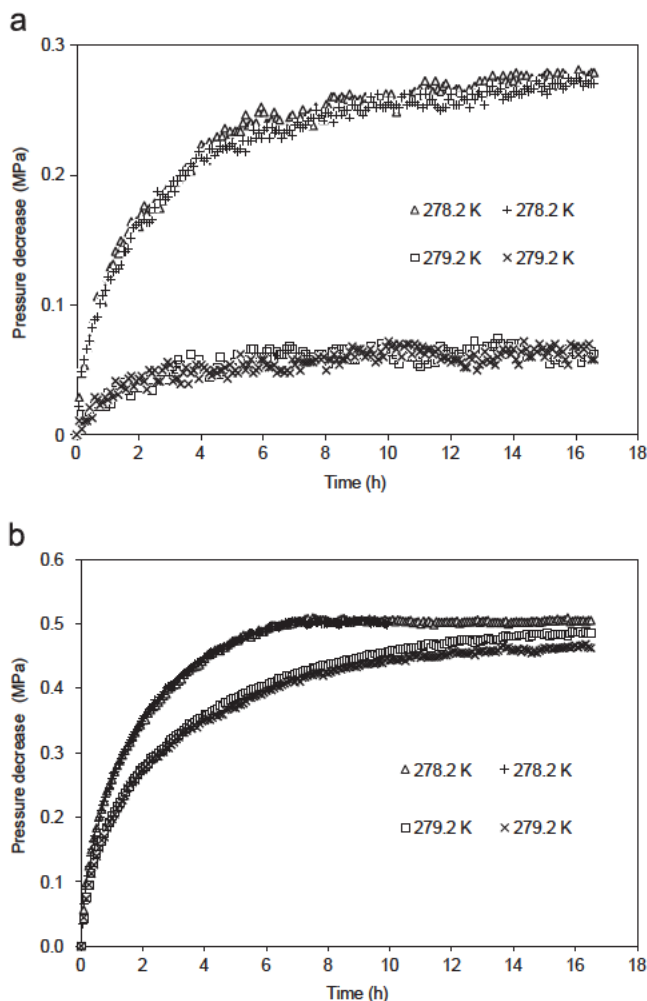 a
0.3
0.2
0.1
0
Pressure decrease (MPa)
278.2 K 278.2 K
279.2 K 279.2 K
0 2 4 6 8 10 12 14 16 18
Time (h)
b
0.6
0.5
0.4
0.3
0.2
0.1
0.0
Pressure decrease (MPa)
278.2 K 278.2 K
279.2 K 279.2 K
0 2 4 6 8 10 12 14 16 18
Time (h)